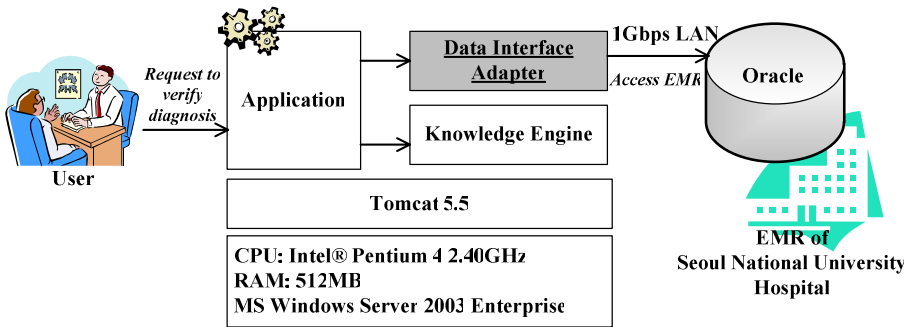 Request to
verify
diagnosis
User
Application
Data Interface
Adapter
Knowledge Engine
1Gbps LAN
Access EMR
Oracle
Tomcat 5.5
CPU: Intel® Pentium 4 2.40GHz
RAM: 512MB
MS Windows Server 2003 Enterprise
EMR of
Seoul National University
Hospital